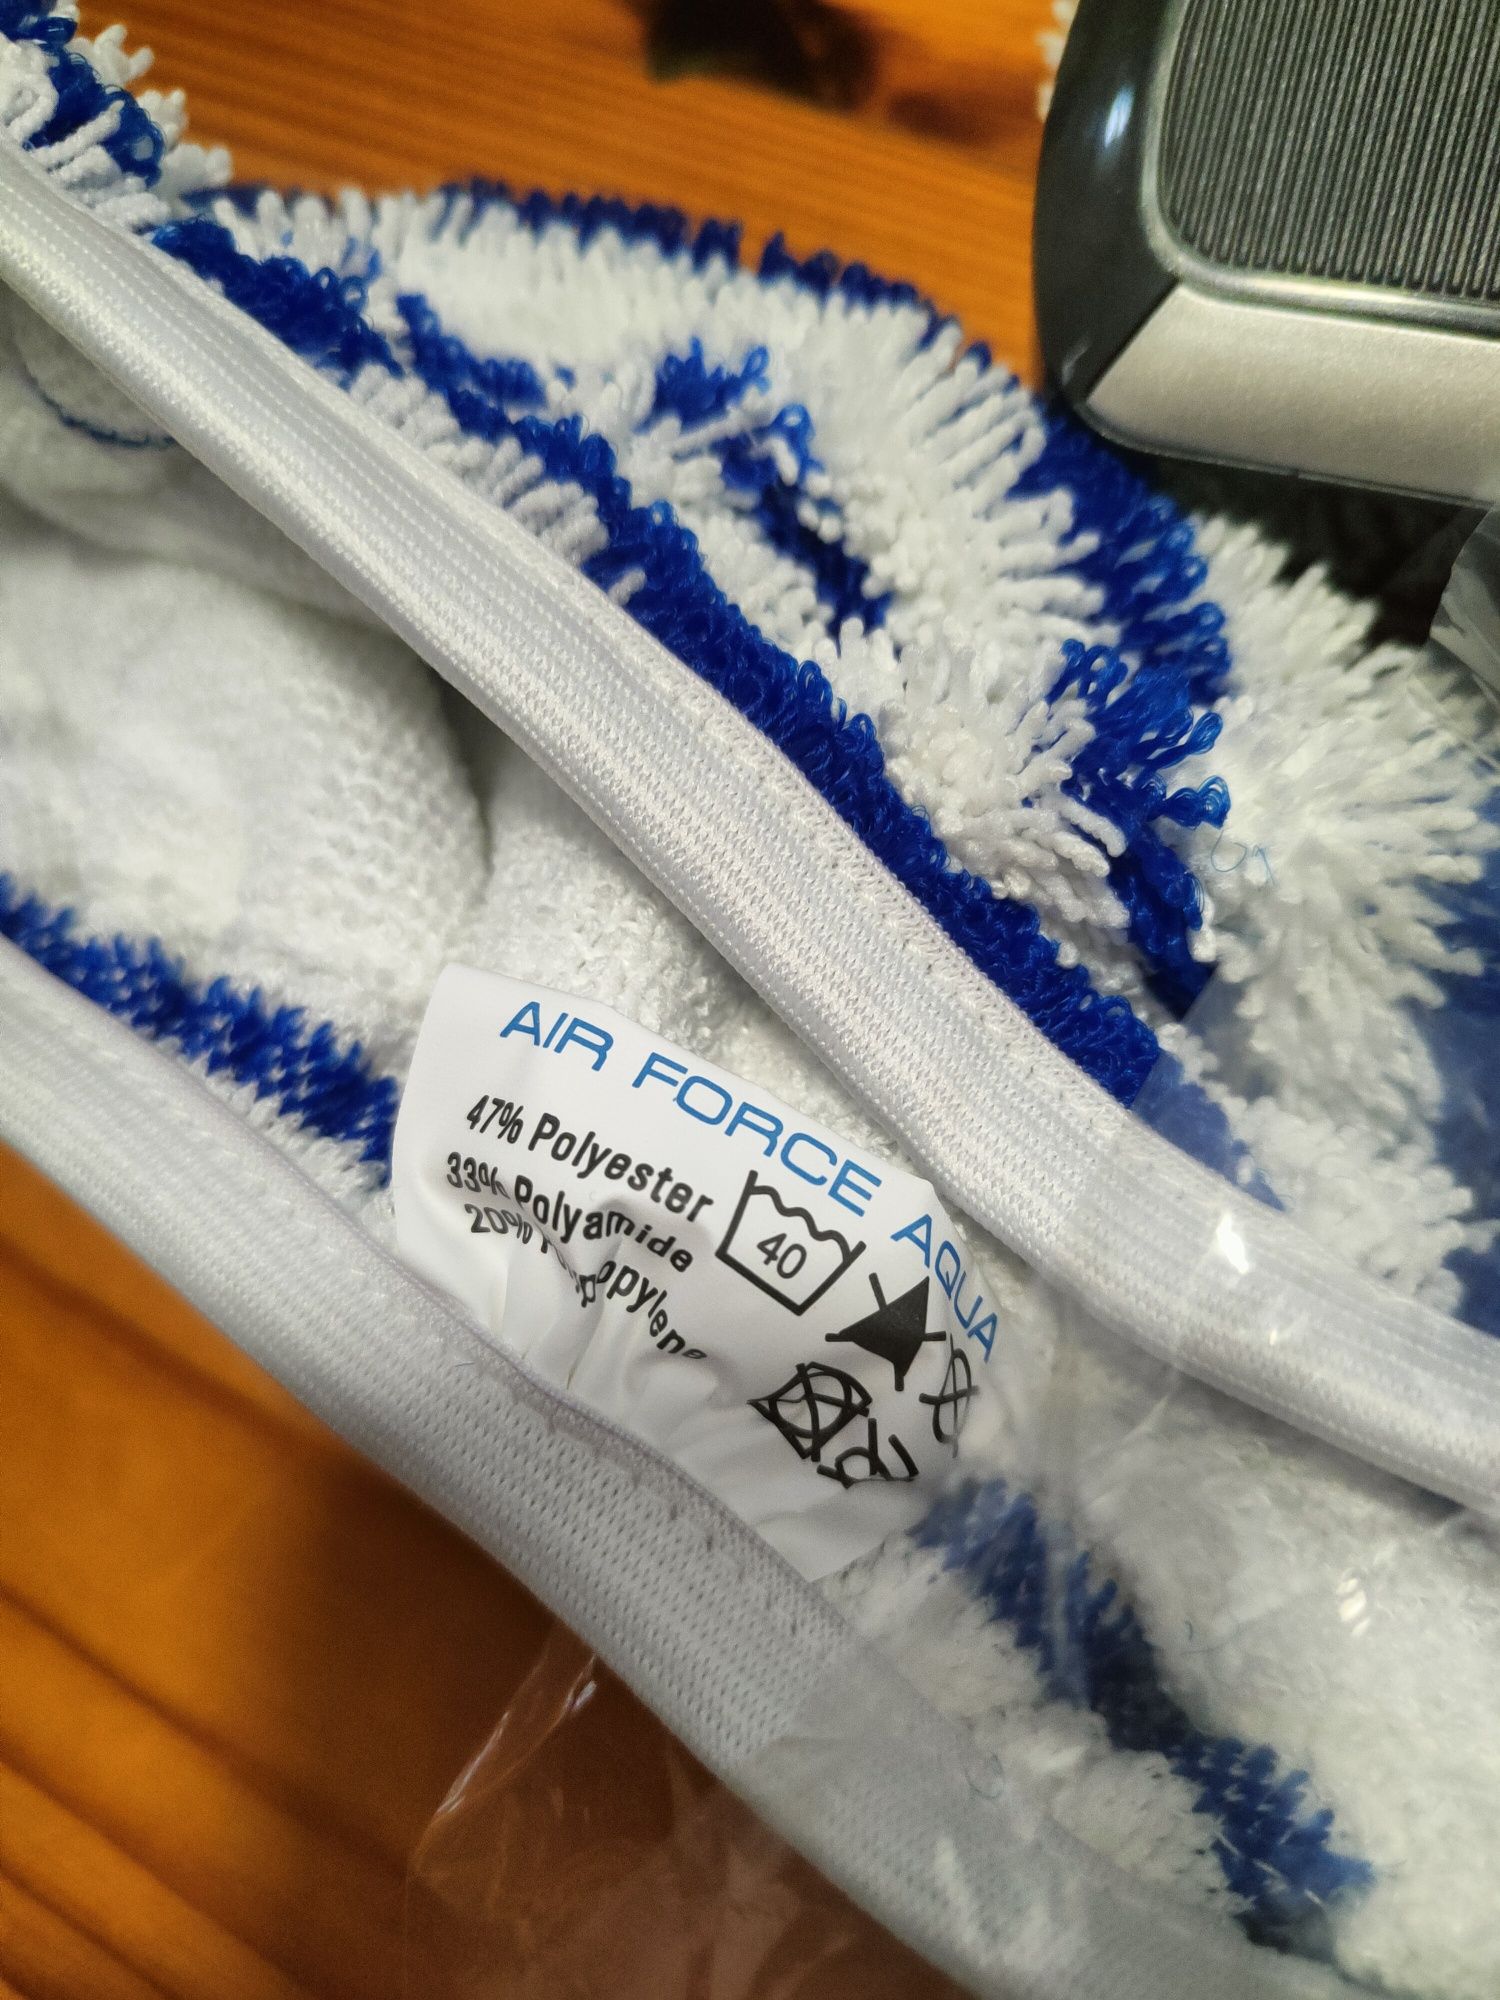 AIR FORCE AQUA
47% Polyester
33% Polyamide
20%
40